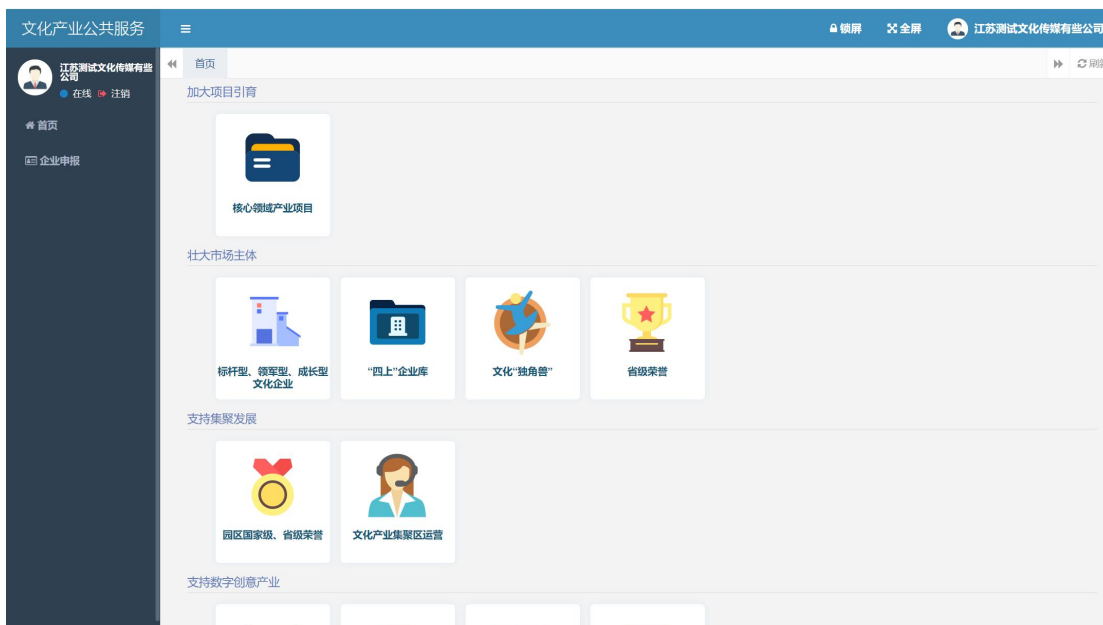 文化产业公共服务
锁屏
全屏
江苏测试文化传媒有些公司
江苏测试文化传媒有些
公司
在线
注销
首页
企业申报
首页
加大项目引育
核心领域产业项目
壮大市场主体
标杆型、领军型、成长型
文化企业
“四上”企业库
文化“独角兽”
省级荣誉
支持集聚发展
园区国家级、省级荣誉
文化产业集聚区运营
支持数字创意产业